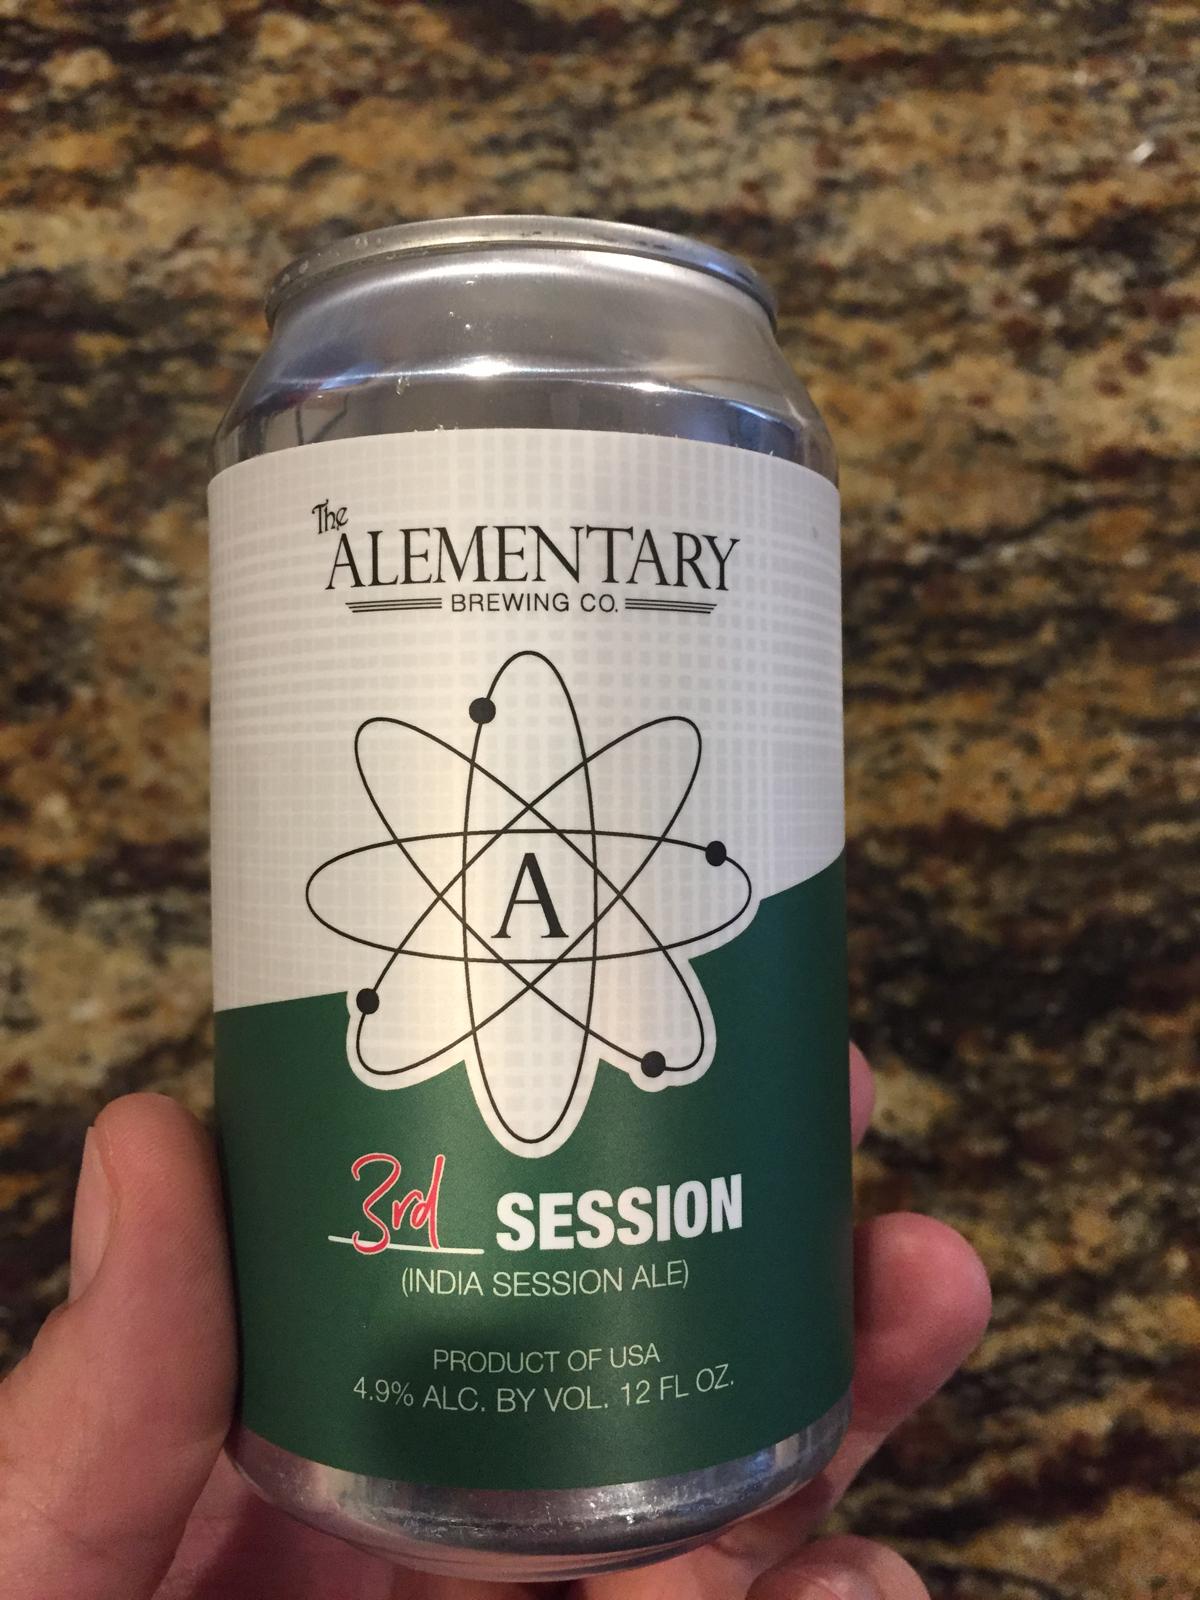 The
ALEMENTARY
BREWING CO.
A
3rd SESSION
(INDIA SESSION ALE)
PRODUCT OF USA
4.9% ALC. BY VOL. 12 FL OZ.